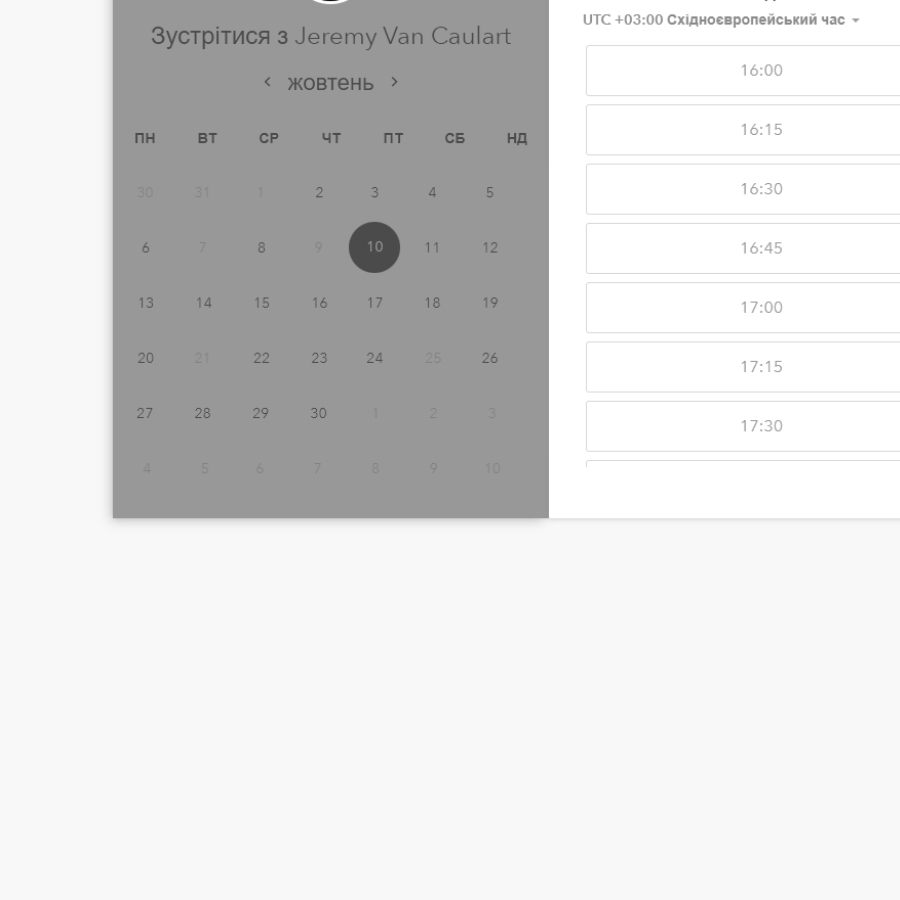 Зустрітися з Jeremy Van Caulart
жовтень
ПН ВТ СР ЧТ ПТ СБ НД
30 31 1 2 3 4 5
6 7 8 9 10 11 12
13 14 15 16 17 18 19
20 21 22 23 24 25 26
27 28 29 30 1 2 3
4 5 6 7 8 9 10
UTC +03:00 Східноєвропейський час
16:00
16:15
16:30
16:45
17:00
17:15
17:30